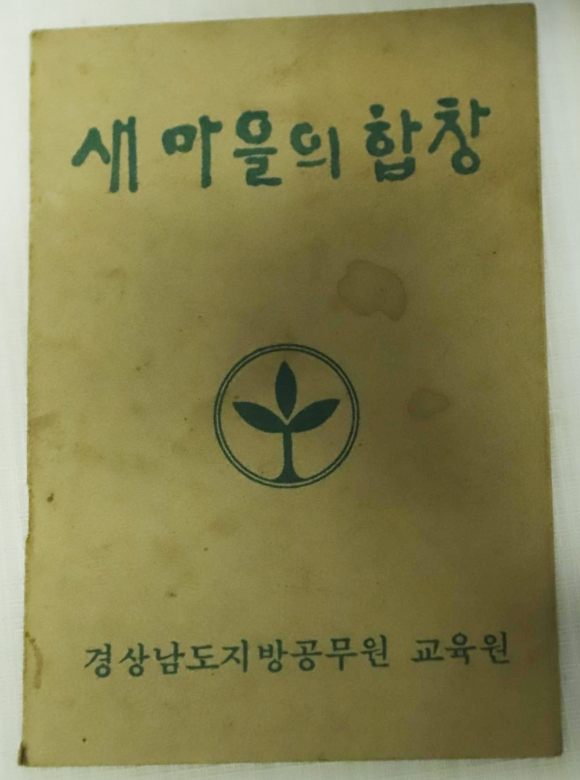 새마을의 합창
경상남도지방공무원 교육원